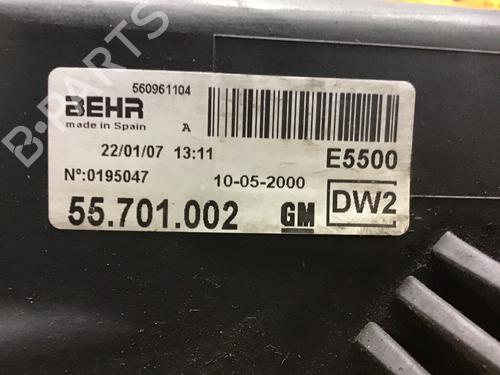 560961104
BEHR
made in Spain A
22/01/07 13:11 E5500
Nº:0195047 10-05-2000
55.701.002 GM DW2
B-PARTS